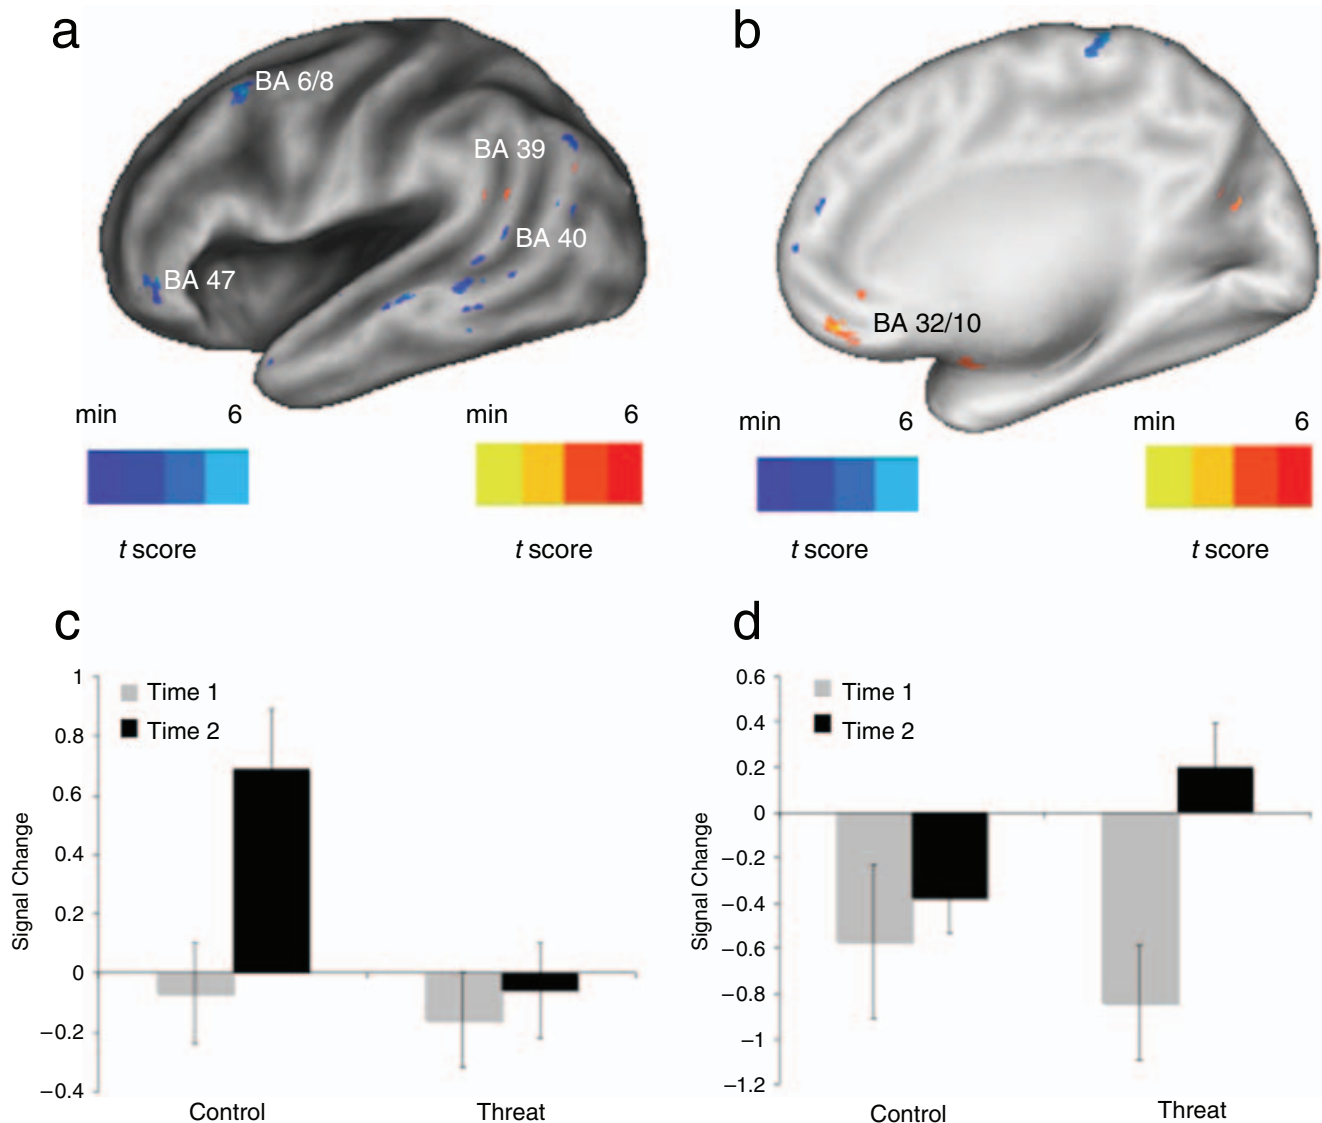 a
BA 6/8
BA 39
BA 40
BA 47
min 6 min 6
t score t score
b
BA 32/10
min 6 min 6
t score t score
c
Signal Change
1
0.8
0.6
0.4
0.2
0
−0.2
−0.4
Time 1
Time 2
Control Threat
d
Signal Change
0.6
0.4
0.2
0
−0.2
−0.4
−0.6
−0.8
−1
−1.2
Time 1
Time 2
Control Threat